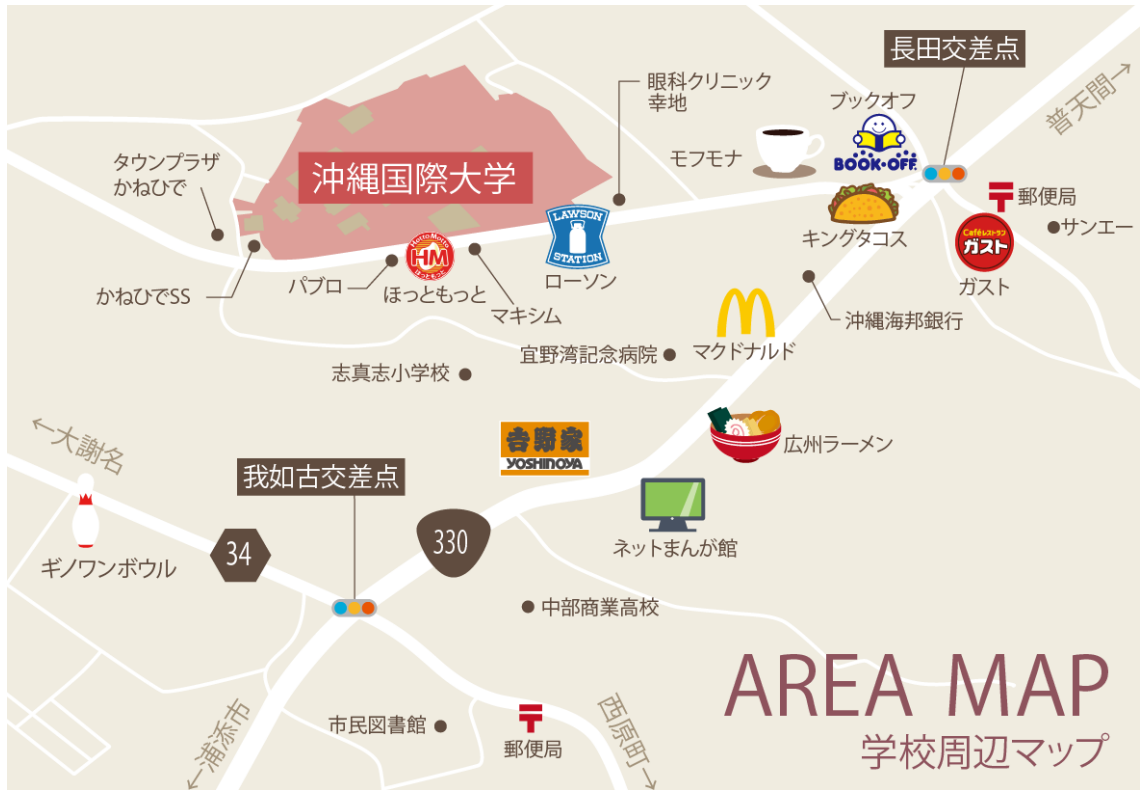 長田交差点
普天間→
眼科クリニック
幸地
ブックオフ
BOOK・OFF
モフモナ
タウンプラザ
かねひで
沖縄国際大学
郵便局
サンエー
キングタコス
Caféレストラン
ガスト
ガスト
LAWSON
STATION
ローソン
HottoMotto
HM
ほっともっと
ほっともっと
パブロ
マキシム
かねひでSS
沖縄海邦銀行
宜野湾記念病院
マクドナルド
志真志小学校
←大謝名
吉野家
YOSHINOYA
広州ラーメン
我如古交差点
34
330
ネットまんが館
ギノワンボウル
中部商業高校
市民図書館
郵便局
←浦添市
西原町→
AREA MAP
学校周辺マップ